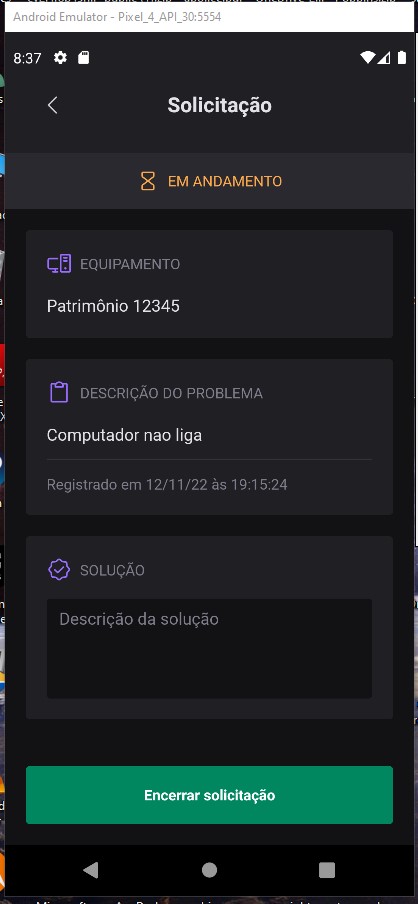 Android Emulator - Pixel_4_API_30:5554
8:37
Solicitação
EM ANDAMENTO
EQUIPAMENTO
Patrimônio 12345
DESCRIÇÃO DO PROBLEMA
Computador nao liga
Registrado em 12/11/22 às 19:15:24
SOLUÇÃO
Descrição da solução
Encerrar solicitação